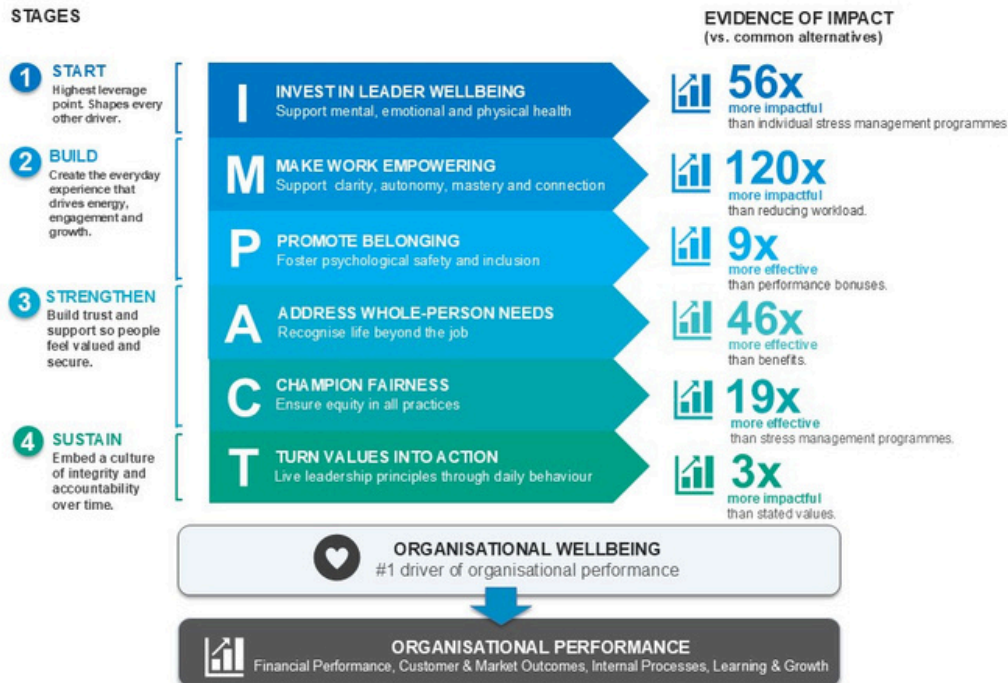 STAGES
EVIDENCE OF IMPACT
(vs. common alternatives)
1
START
Highest leverage
point. Shapes every
other driver.
I
INVEST IN LEADER WELLBEING
Support mental, emotional and physical health
56x
more impactful
than individual stress management programmes
2
BUILD
Create the everyday
experience that
drives energy,
engagement and
growth.
M
MAKE WORK EMPOWERING
Support clarity, autonomy, mastery and connection
120x
more impactful
than reducing workload.
P
PROMOTE BELONGING
Foster psychological safety and inclusion
9x
more effective
than performance bonuses.
3
STRENGTHEN
Build trust and
support so people
feel valued and
secure.
A
ADDRESS WHOLE-PERSON NEEDS
Recognise life beyond the job
46x
more effective
than benefits.
C
CHAMPION FAIRNESS
Ensure equity in all practices
19x
more effective
than stress management programmes.
4
SUSTAIN
Embed a culture
of integrity and
accountability
over time.
T
TURN VALUES INTO ACTION
Live leadership principles through daily behaviour
3x
more impactful
than stated values.
ORGANISATIONAL WELLBEING
#1 driver of organisational performance
ORGANISATIONAL PERFORMANCE
Financial Performance, Customer & Market Outcomes, Internal Processes, Learning & Growth